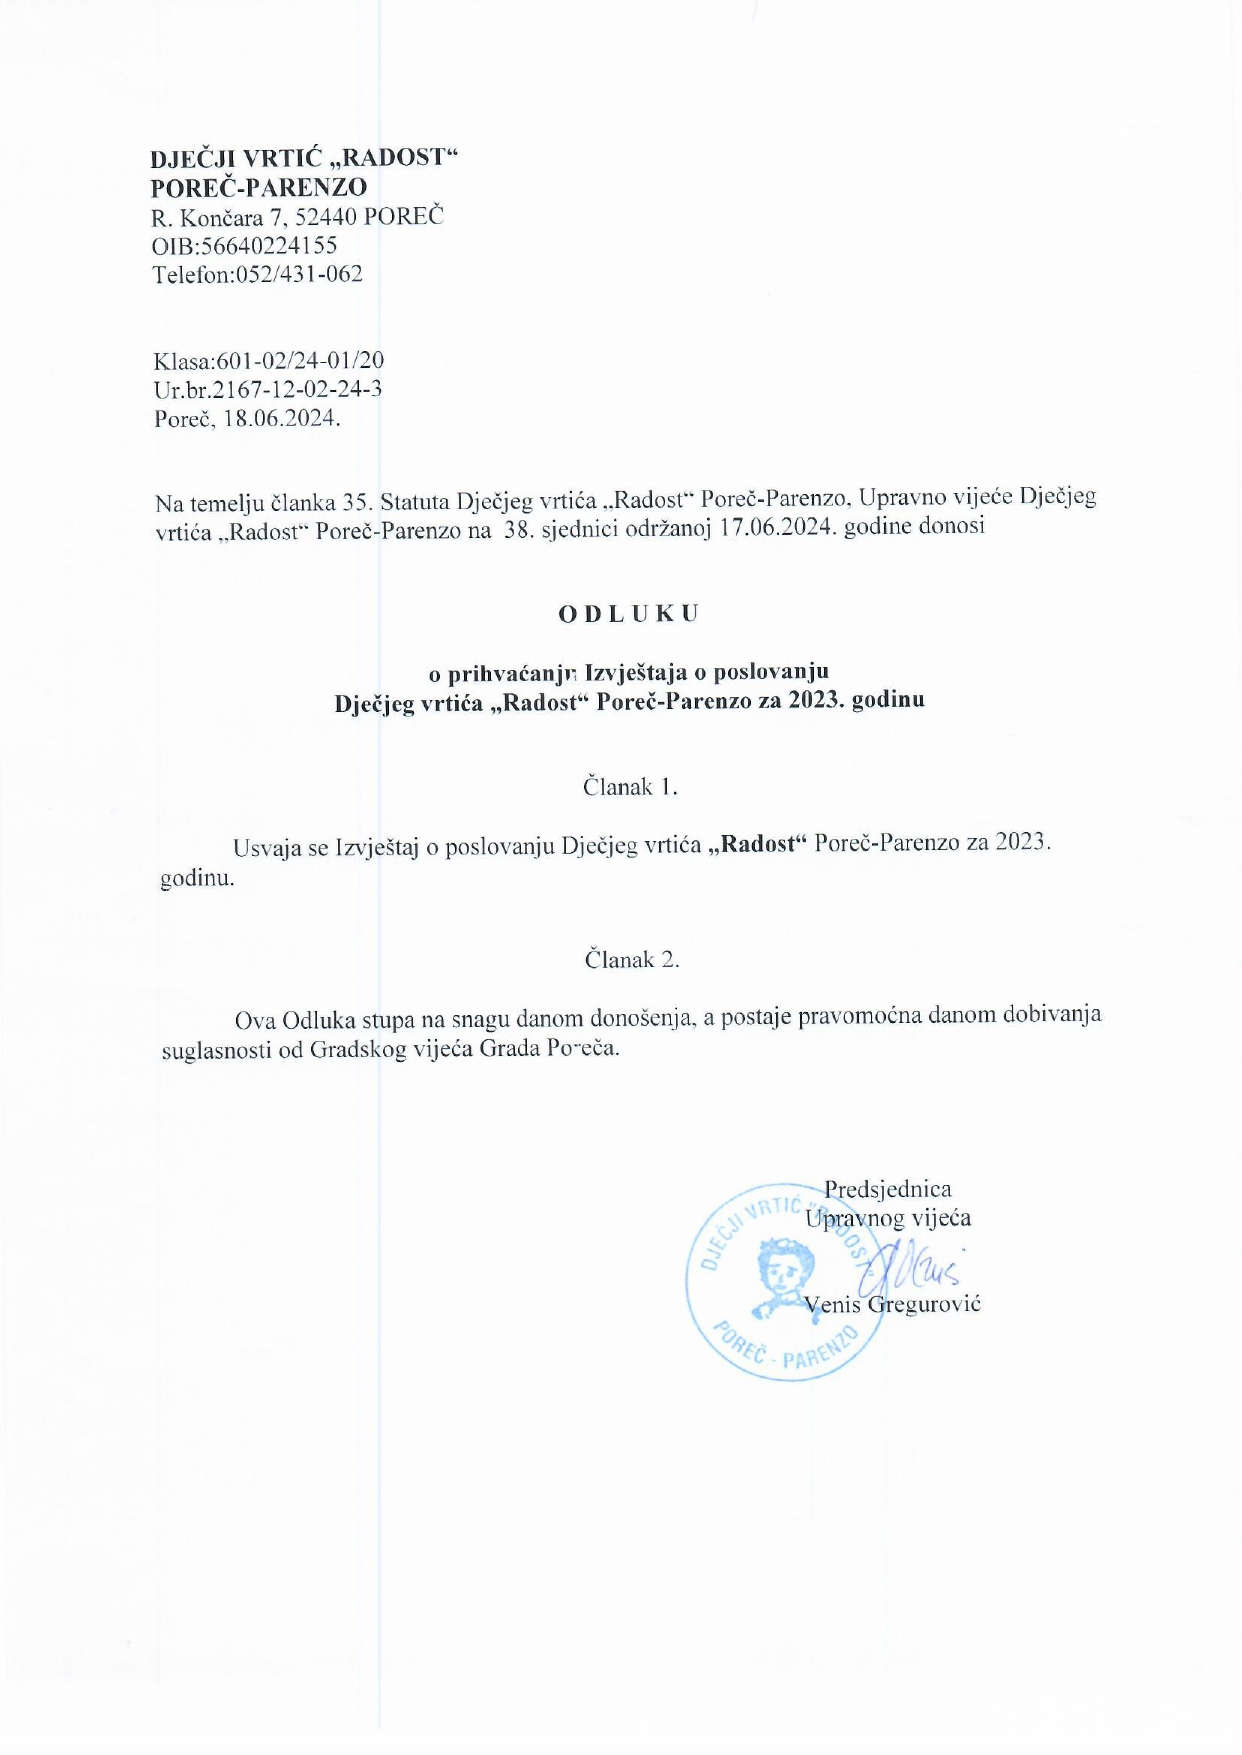 DJEČJI VRTIĆ „RADOST“
POREČ-PARENZO
R. Končara 7, 52440 POREČ
OIB:56640224155
Telefon:052/431-062
Klasa:601-02/24-01/20
Ur.br.2167-12-02-24-3
Poreč, 18.06.2024.
Na temelju članka 35. Statuta Dječjeg vrtića „Radost“ Poreč-Parenzo, Upravno vijeće Dječjeg
vrtića „Radost“ Poreč-Parenzo na 38. sjednici održanoj 17.06.2024. godine donosi
O D L U K U
o prihvaćanju Izvještaja o poslovanju
Dječjeg vrtića „Radost“ Poreč-Parenzo za 2023. godinu
Članak 1.
Usvaja se Izvještaj o poslovanju Dječjeg vrtića „Radost“ Poreč-Parenzo za 2023.
godinu.
Članak 2.
Ova Odluka stupa na snagu danom donošenja, a postaje pravomoćna danom dobivanja
suglasnosti od Gradskog vijeća Grada Poreča.
Predsjednica
Upravnog vijeća
Venis Gregurović
DJEČJI VRTIĆ "RADOST"
POREČ - PARENZO